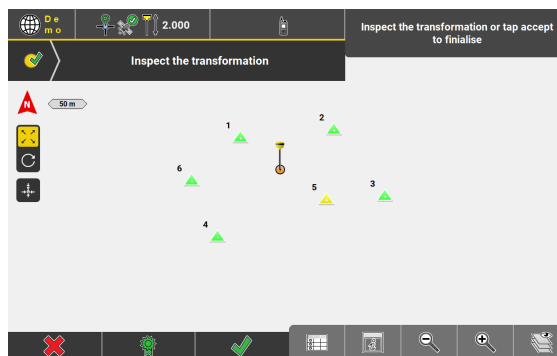 De
mo
2.000
Inspect the transformation or tap accept
to finialise
Inspect the transformation
N
50 m
1
2
6
5
3
4